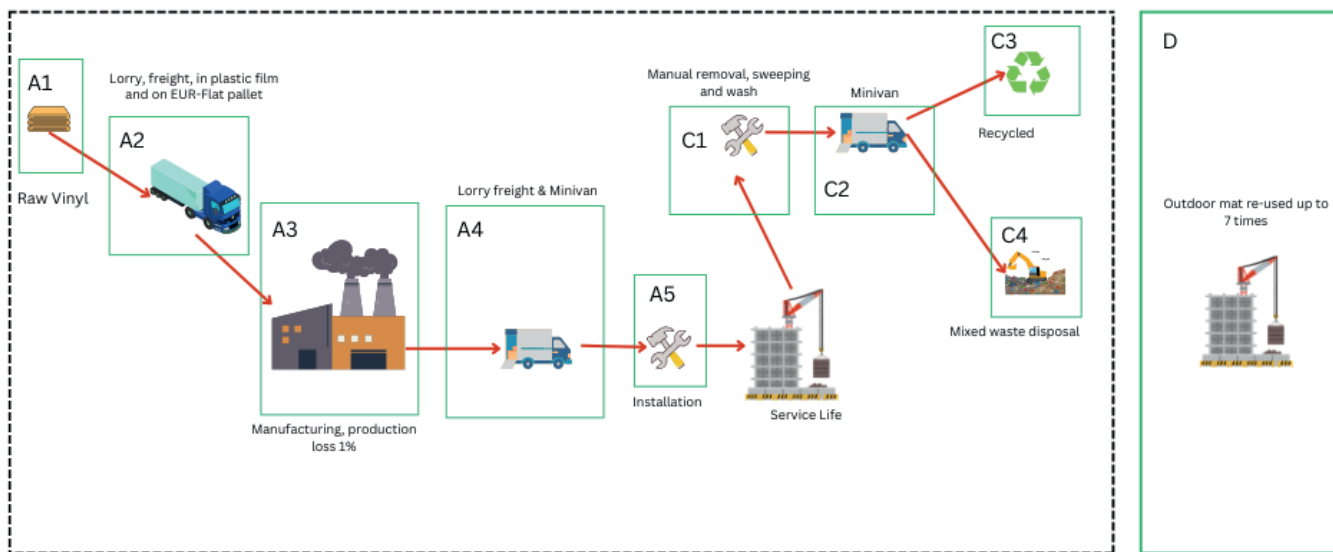 A1
Raw Vinyl
Lorry, freight, in plastic film
and on EUR-Flat pallet
A2
A3
Manufacturing, production
loss 1%
Lorry freight & Minivan
A4
A5
Installation
Service Life
Manual removal, sweeping
and wash
C1
Minivan
C2
C3
Recycled
C4
Mixed waste disposal
D
Outdoor mat re-used up to
7 times